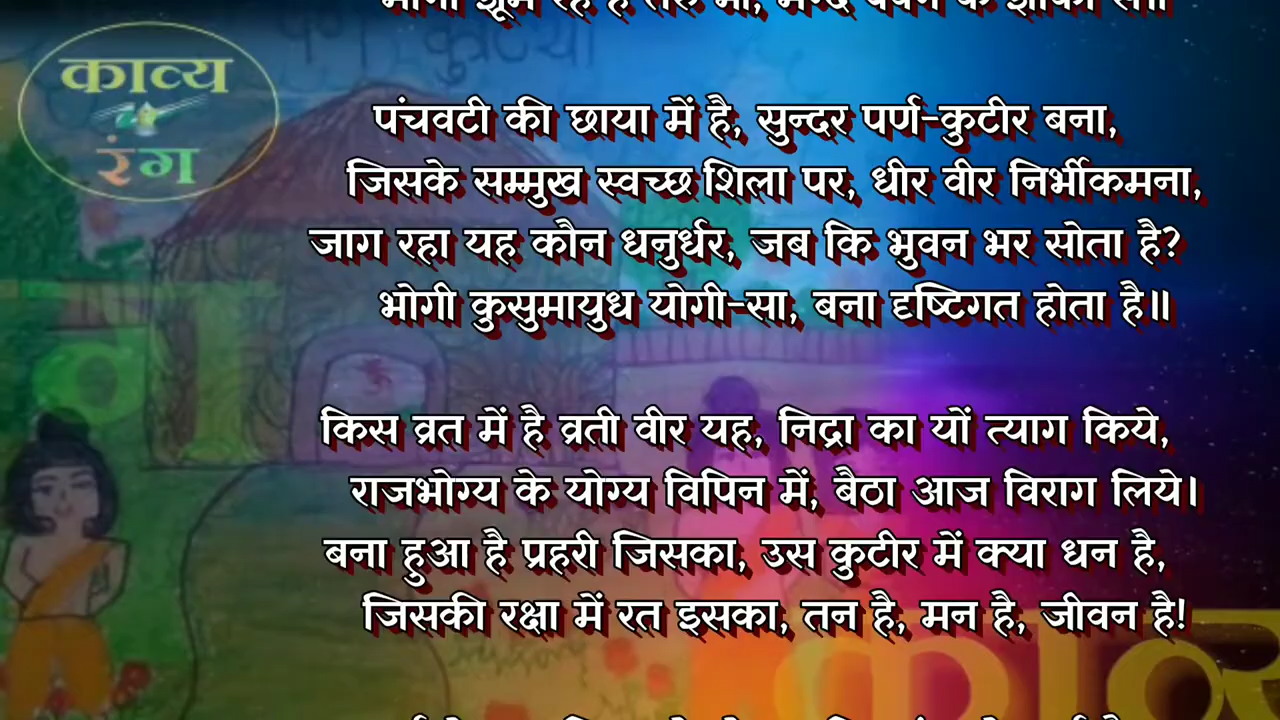 काव्य
रंग
पंचवटी की छाया में है, सुन्दर पर्ण-कुटीर बना,
जिसके सम्मुख स्वच्छ शिला पर, धीर वीर निर्भीकमना,
जाग रहा यह कौन धनुर्धर, जब कि भुवन भर सोता है?
भोगी कुसुमायुध योगी-सा, बना दृष्टिगत होता है॥
किस व्रत में है व्रती वीर यह, निद्रा का यों त्याग किये,
राजभोग्य के योग्य विपिन में, बैठा आज विराग लिये।
बना हुआ है प्रहरी जिसका, उस कुटीर में क्या धन है,
जिसकी रक्षा में रत इसका, तन है, मन है, जीवन है!